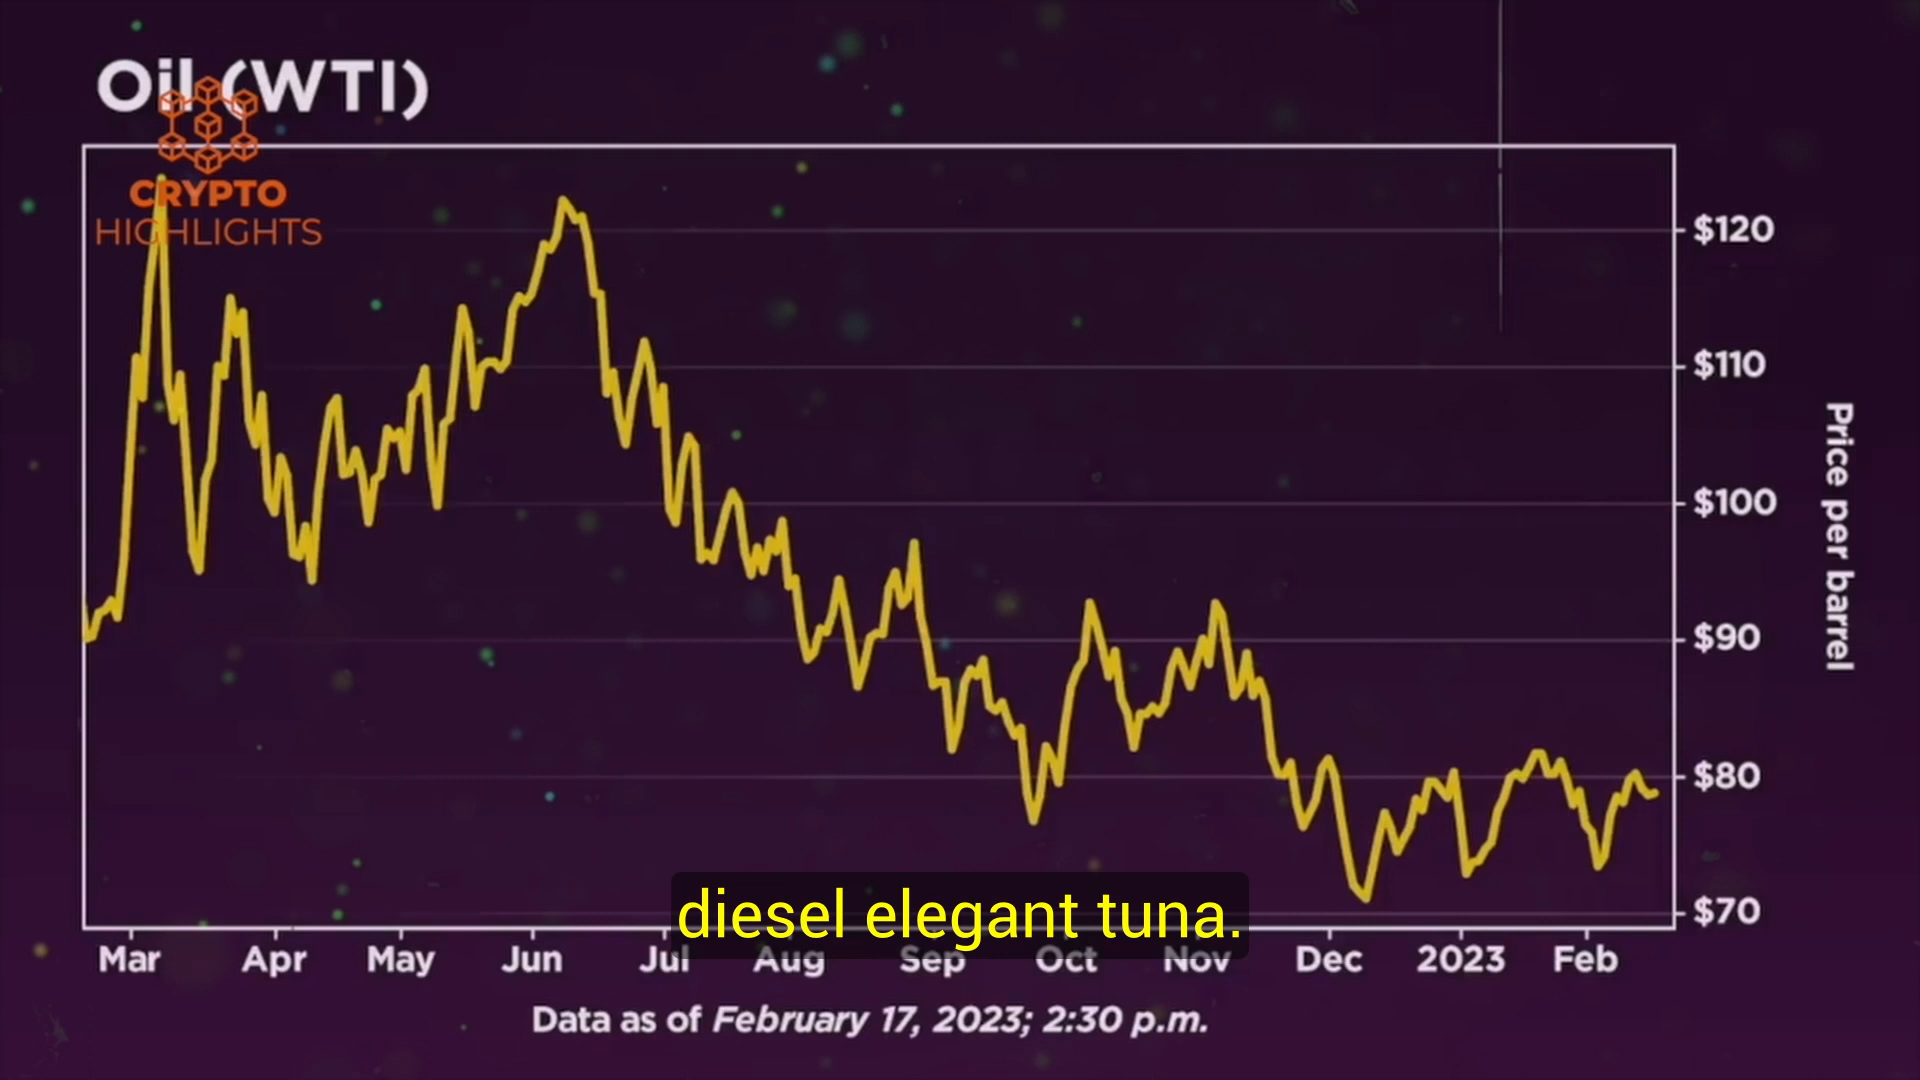 Oil (WTI)
CRYPTO
HIGHLIGHTS
$120
$110
$100
$90
$80
$70
Price per barrel
diesel elegant tuna.
Mar Apr May Jun Jul Aug Sep Oct Nov Dec 2023 Feb
Data as of February 17, 2023; 2:30 p.m.